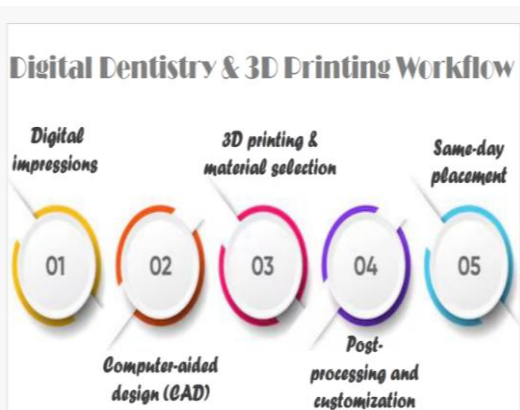 Digital Dentistry & 3D Printing Workflow
Digital
impressions
3D printing &
material selection
Same-day
placement
01
02
03
04
05
Computer-aided
design (CAD)
Post-
processing and
customization